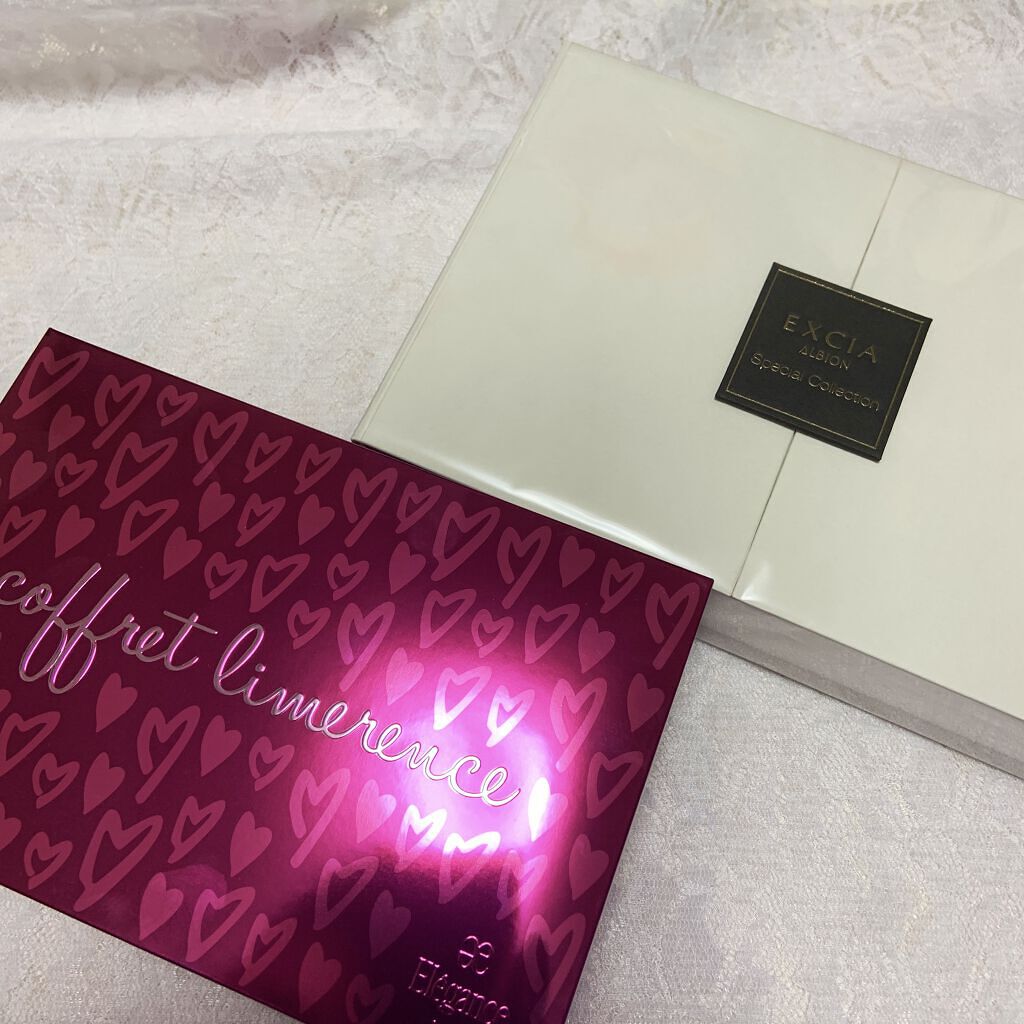 EXCIA
ALBION
Special Collection
coffret limerence
Elégance